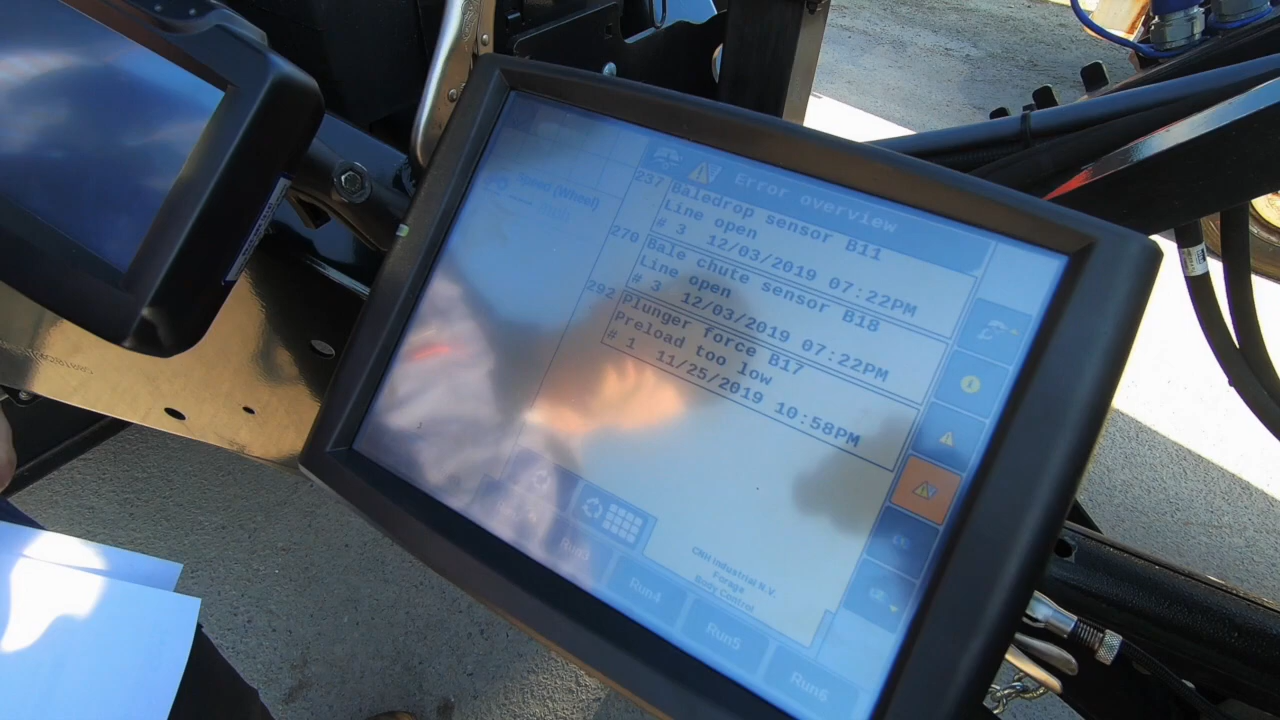 Error overview
Speed (Wheel)
237 Baledrop sensor B11
Line open
# 3 12/03/2019 07:22PM
270 Bale chute sensor B18
Line open
# 3 12/03/2019 07:22PM
292 Plunger force B17
Preload too low
# 1 11/25/2019 10:58PM
CNH Industrial N.V.
Forage
Body Control
Run3
Run4
Run5
Run6